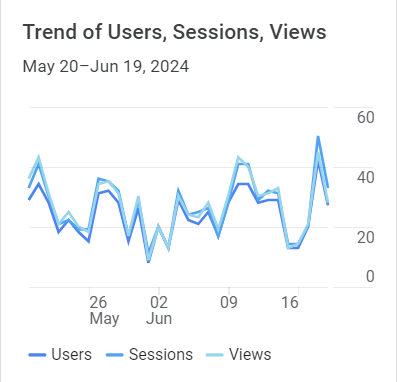 Trend of Users, Sessions, Views
May 20–Jun 19, 2024
60
40
20
0
26 02 09 16
May Jun
Users Sessions Views